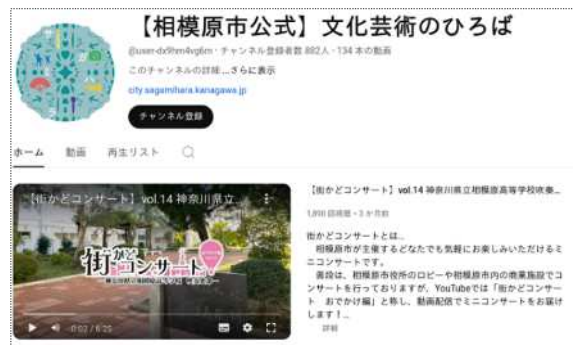 【相模原市公式】文化芸術のひろば
@user-dx9hm4vg6m・チャンネル登録者数 882人・134 本の動画
このチャンネルの詳細...さらに表示
city.sagamihara.kanagawa.jp
チャンネル登録
ホーム 動画 再生リスト
【街かどコンサート】vol.14 神奈川県立
街かどコンサート
0:02 / 6:25
【街かどコンサート】vol.14 神奈川県立相模原高等学校吹奏...
街かどコンサートとは...
相模原市が主催するどなたでも気軽にお楽しみいただけるミ
ニコンサートです。
普段は、相模原市役所のロビーや相模原市内の商業施設でコ
ンサートを行っておりますが、YouTubeでは「街かどコンサー
ト おでかけ編」と称し、動画配信でミニコンサートをお届け
します！...
詳細